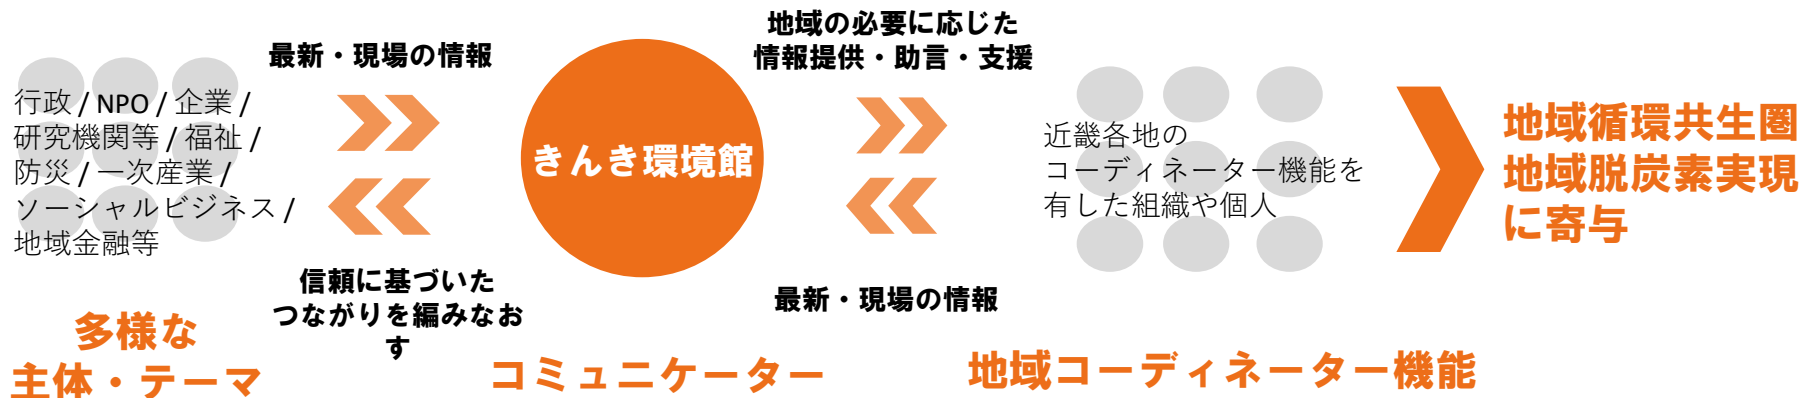 最新・現場の情報
行政 / NPO / 企業 /
研究機関等 / 福祉 /
防災 / 一次産業 /
ソーシャルビジネス /
地域金融等
信頼に基づいた
つながりを編みなお
す
多様な
主体・テーマ
きんき環境館
コミュニケーター
地域の必要に応じた
情報提供・助言・支援
最新・現場の情報
近畿各地の
コーディネーター機能を
有した組織や個人
地域コーディネーター機能
地域循環共生圏
地域脱炭素実現
に寄与